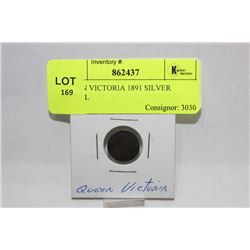 Inventory #:
862437
LOT
169
N VICTORIA 1891 SILVER
L
Consignor: 3030
Queen Victoria